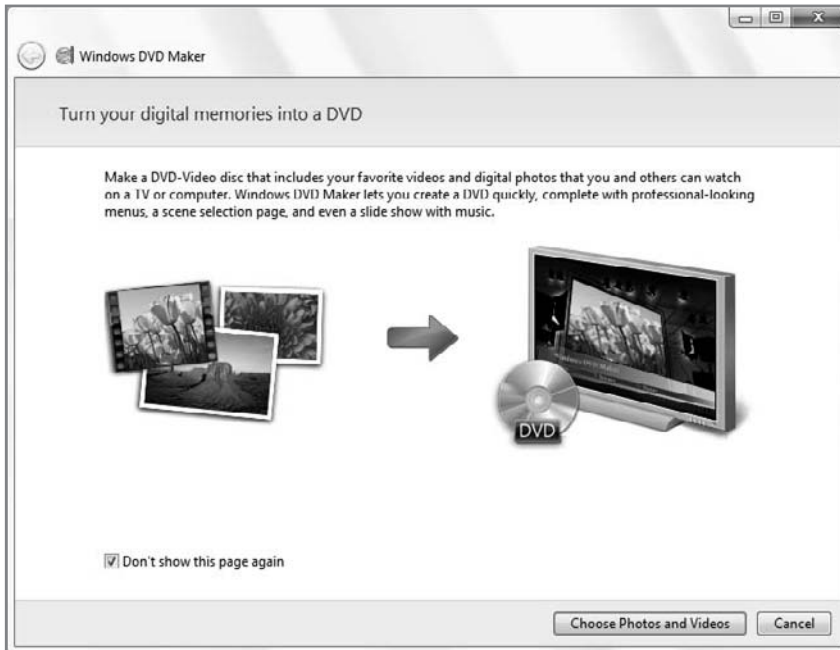 Windows DVD Maker
Turn your digital memories into a DVD
Make a DVD-Video disc that includes your favorite videos and digital photos that you and others can watch
on a TV or computer. Windows DVD Maker lets you create a DVD quickly, complete with professional-looking
menus, a scene selection page, and even a slide show with music.
Windows DVD Maker
DVD
Don't show this page again
Choose Photos and Videos
Cancel